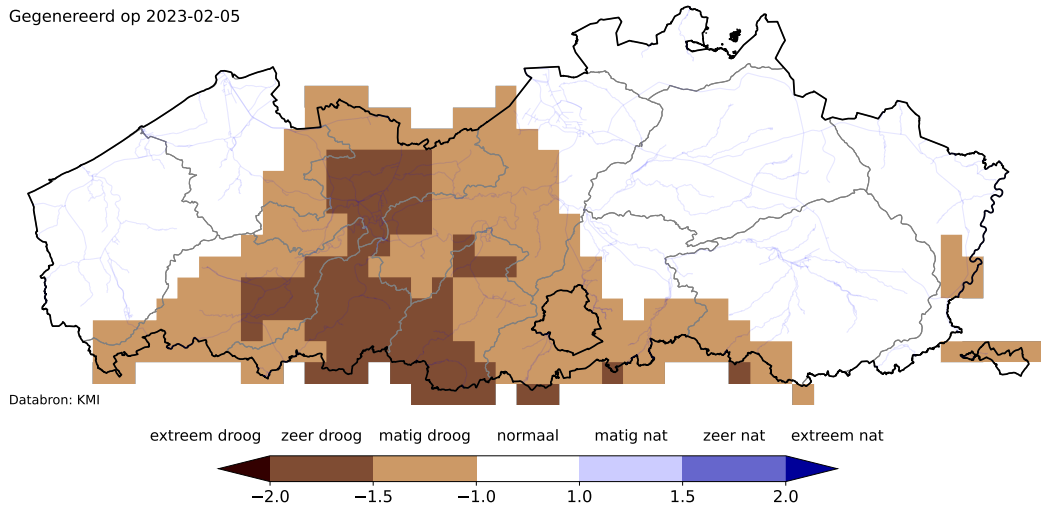 Gegenereerd op 2023-02-05
Databron: KMI
extreem droog zeer droog matig droog normaal matig nat zeer nat extreem nat
−2.0 −1.5 −1.0 1.0 1.5 2.0